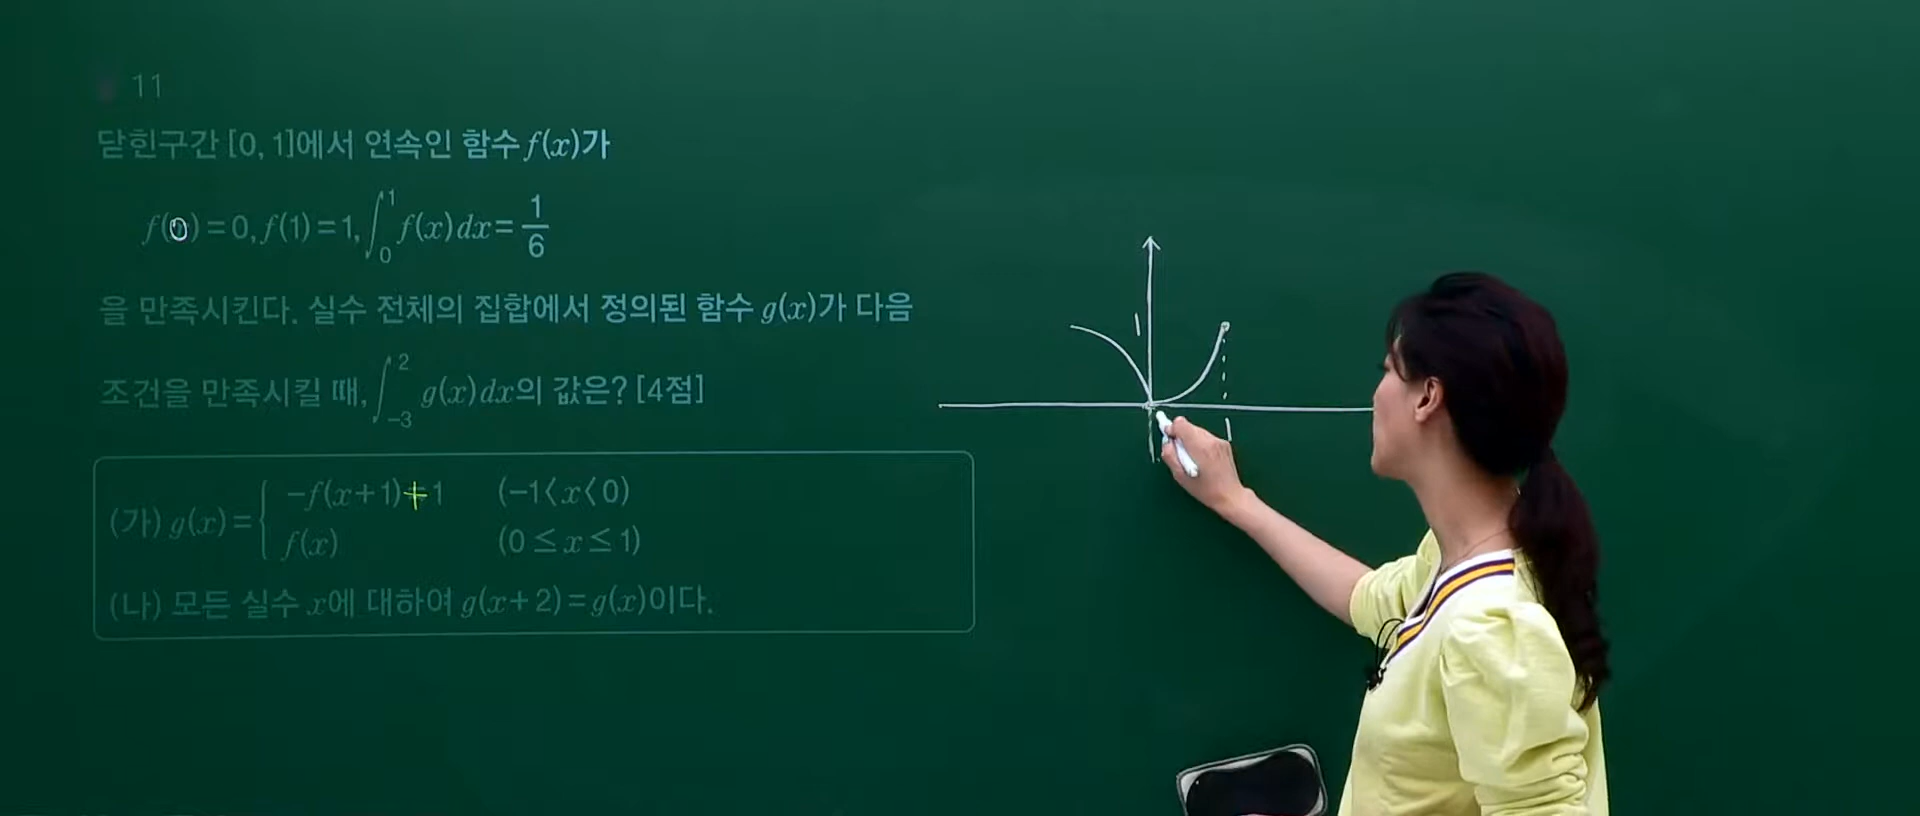 11
닫힌구간 [0, 1]에서 연속인 함수 f(x)가
f(0) = 0, f(1) = 1, ∫₀¹ f(x)dx = 1/6
을 만족시킨다. 실수 전체의 집합에서 정의된 함수 g(x)가 다음
조건을 만족시킬 때, ∫₋₃² g(x)dx의 값은? [4점]
(가) g(x) = { -f(x+1)+1 (-1<x<0)
f(x) (0≤x≤1)
(나) 모든 실수 x에 대하여 g(x+2)=g(x)이다.
1
1